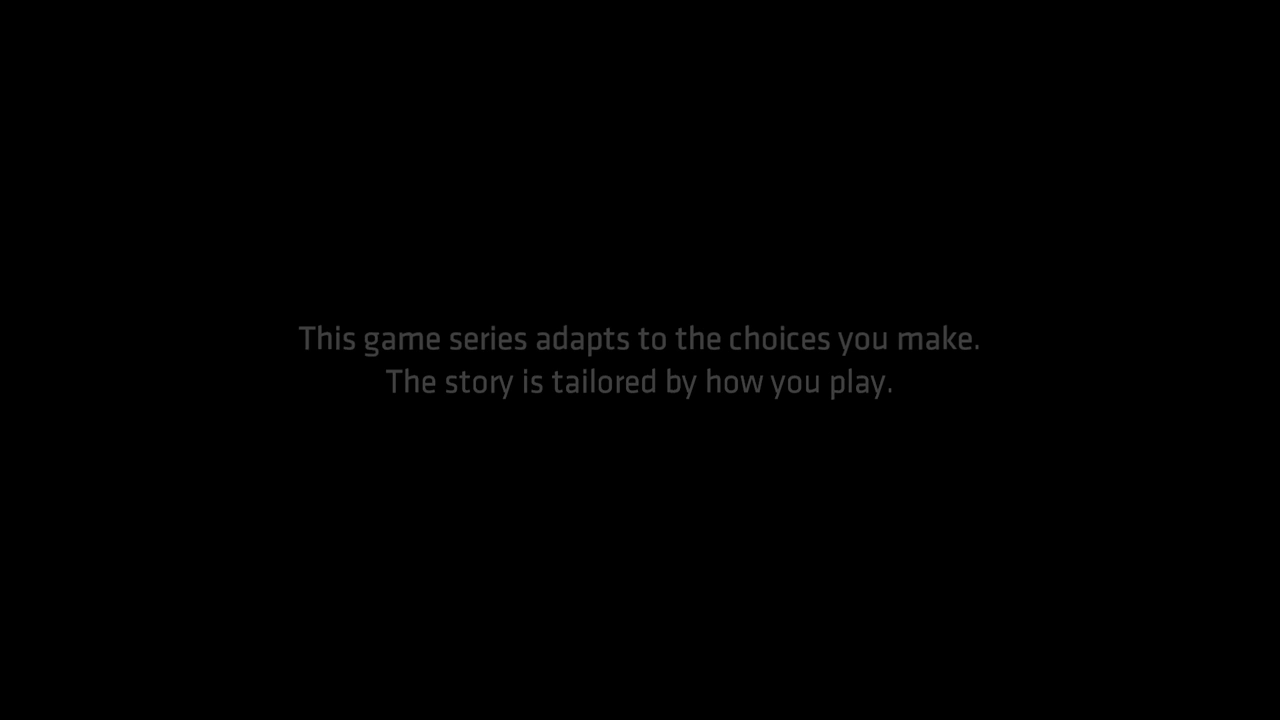 This game series adapts to the choices you make.
The story is tailored by how you play.